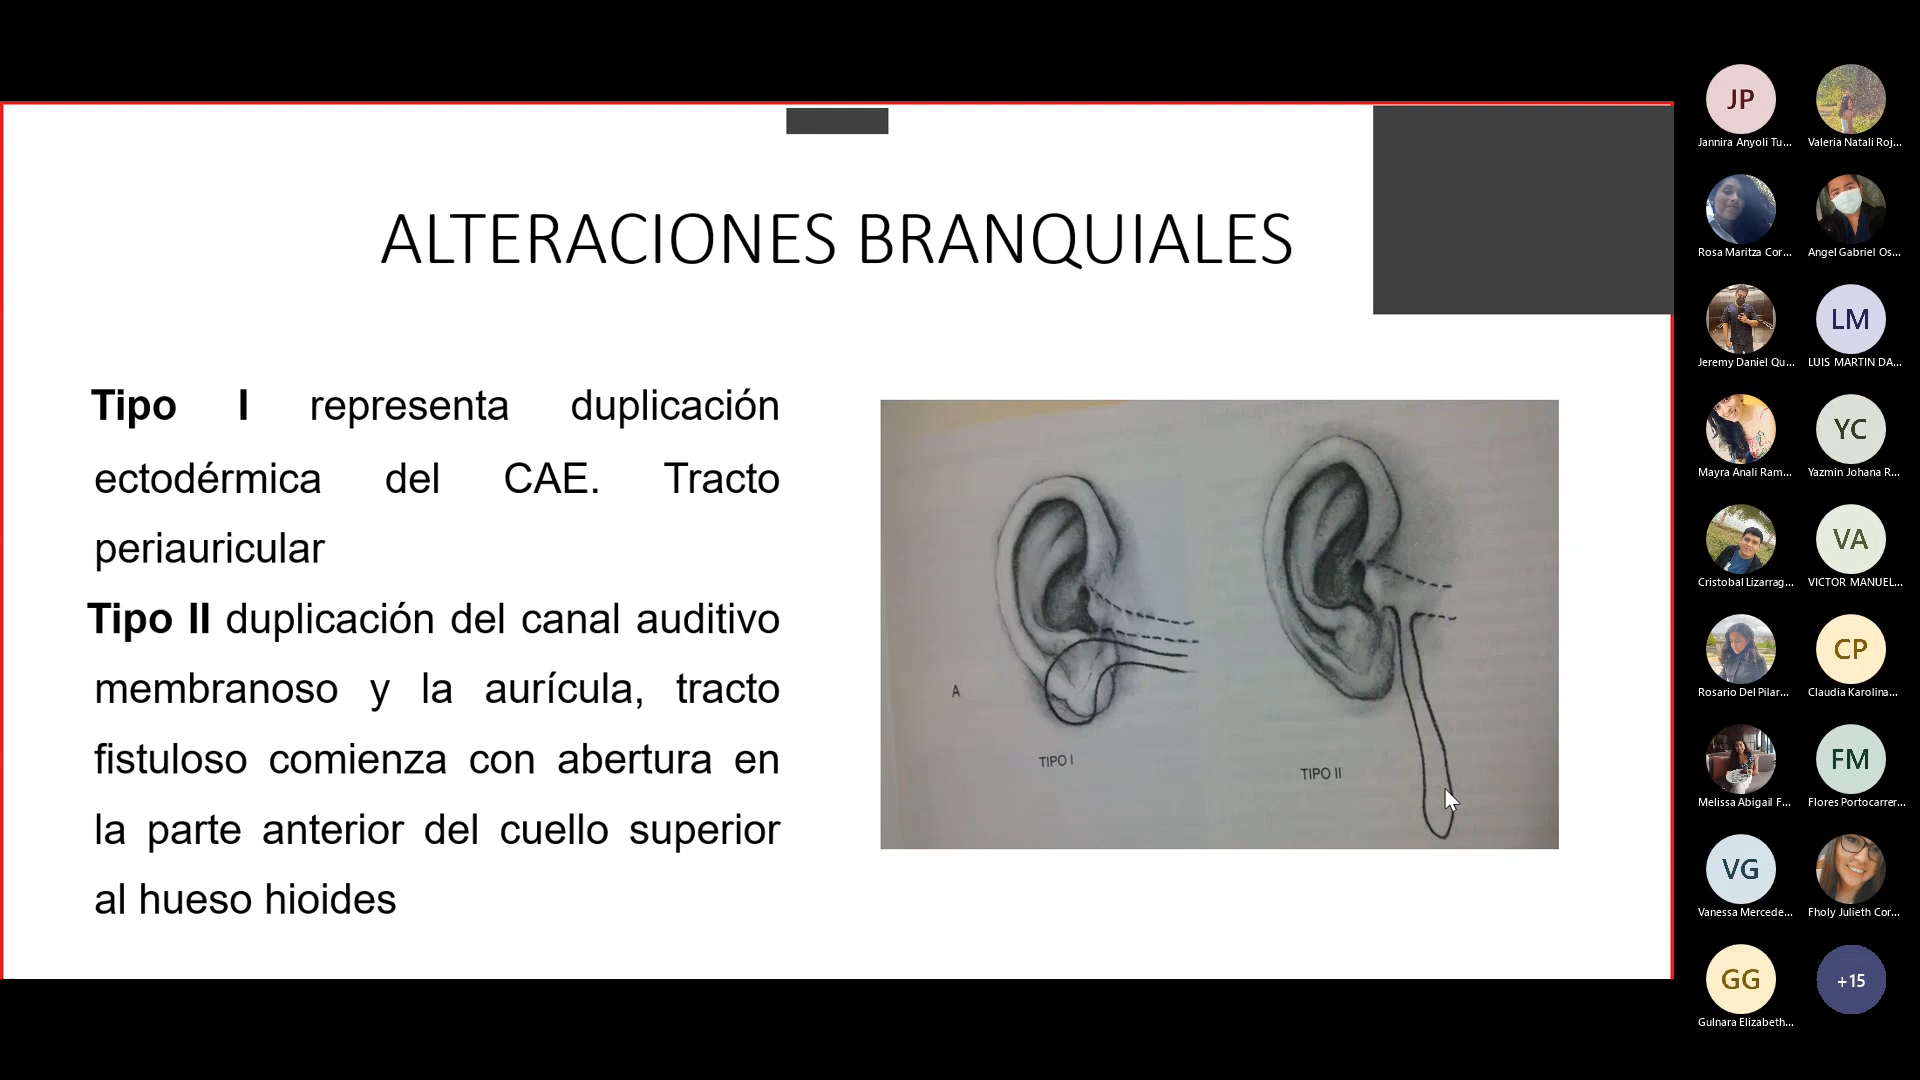 ALTERACIONES BRANQUIALES
Tipo I representa duplicación
ectodérmica del CAE. Tracto
periauricular
Tipo II duplicación del canal auditivo
membranoso y la aurícula, tracto
fistuloso comienza con abertura en
la parte anterior del cuello superior
al hueso hioides
A
TIPO I
TIPO II
JP
Jannira Anyoli Tu...
Valeria Natali Roj...
Rosa Maritza Cor...
Angel Gabriel Os...
Jeremy Daniel Qu...
LM
LUIS MARTIN DA...
Mayra Anali Ram...
YC
Yazmin Johana R...
Cristobal Lizarrag...
VA
VICTOR MANUEL...
Rosario Del Pilar...
CP
Claudia Karolina...
Melissa Abigail F...
FM
Flores Portocarrer...
VG
Vanessa Mercede...
Fholy Julieth Cor...
GG
Gulnara Elizabeth...
+15